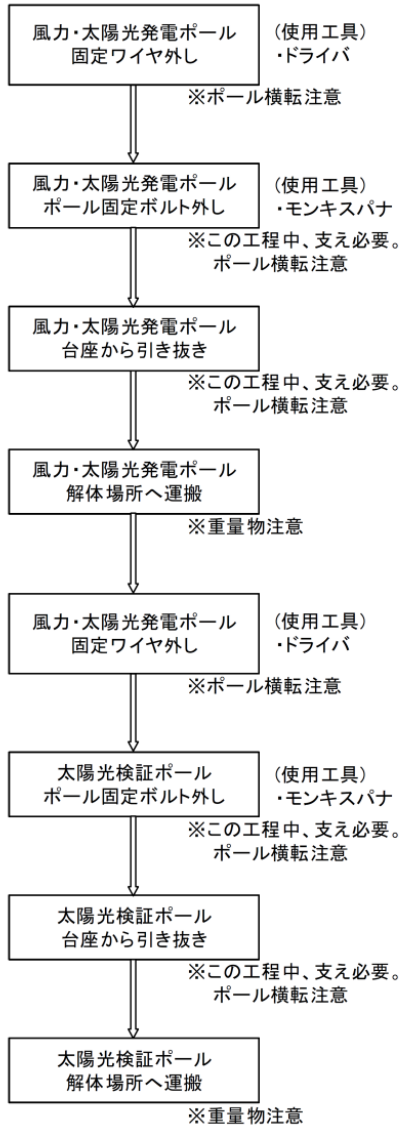 風力・太陽光発電ポール
固定ワイヤ外し
(使用工具)
・ドライバ
※ポール横転注意
風力・太陽光発電ポール
ポール固定ボルト外し
(使用工具)
・モンキスパナ
※この工程中、支え必要。
ポール横転注意
風力・太陽光発電ポール
台座から引き抜き
※この工程中、支え必要。
ポール横転注意
風力・太陽光発電ポール
解体場所へ運搬
※重量物注意
風力・太陽光発電ポール
固定ワイヤ外し
(使用工具)
・ドライバ
※ポール横転注意
太陽光検証ポール
ポール固定ボルト外し
(使用工具)
・モンキスパナ
※この工程中、支え必要。
ポール横転注意
太陽光検証ポール
台座から引き抜き
※この工程中、支え必要。
ポール横転注意
太陽光検証ポール
解体場所へ運搬
※重量物注意